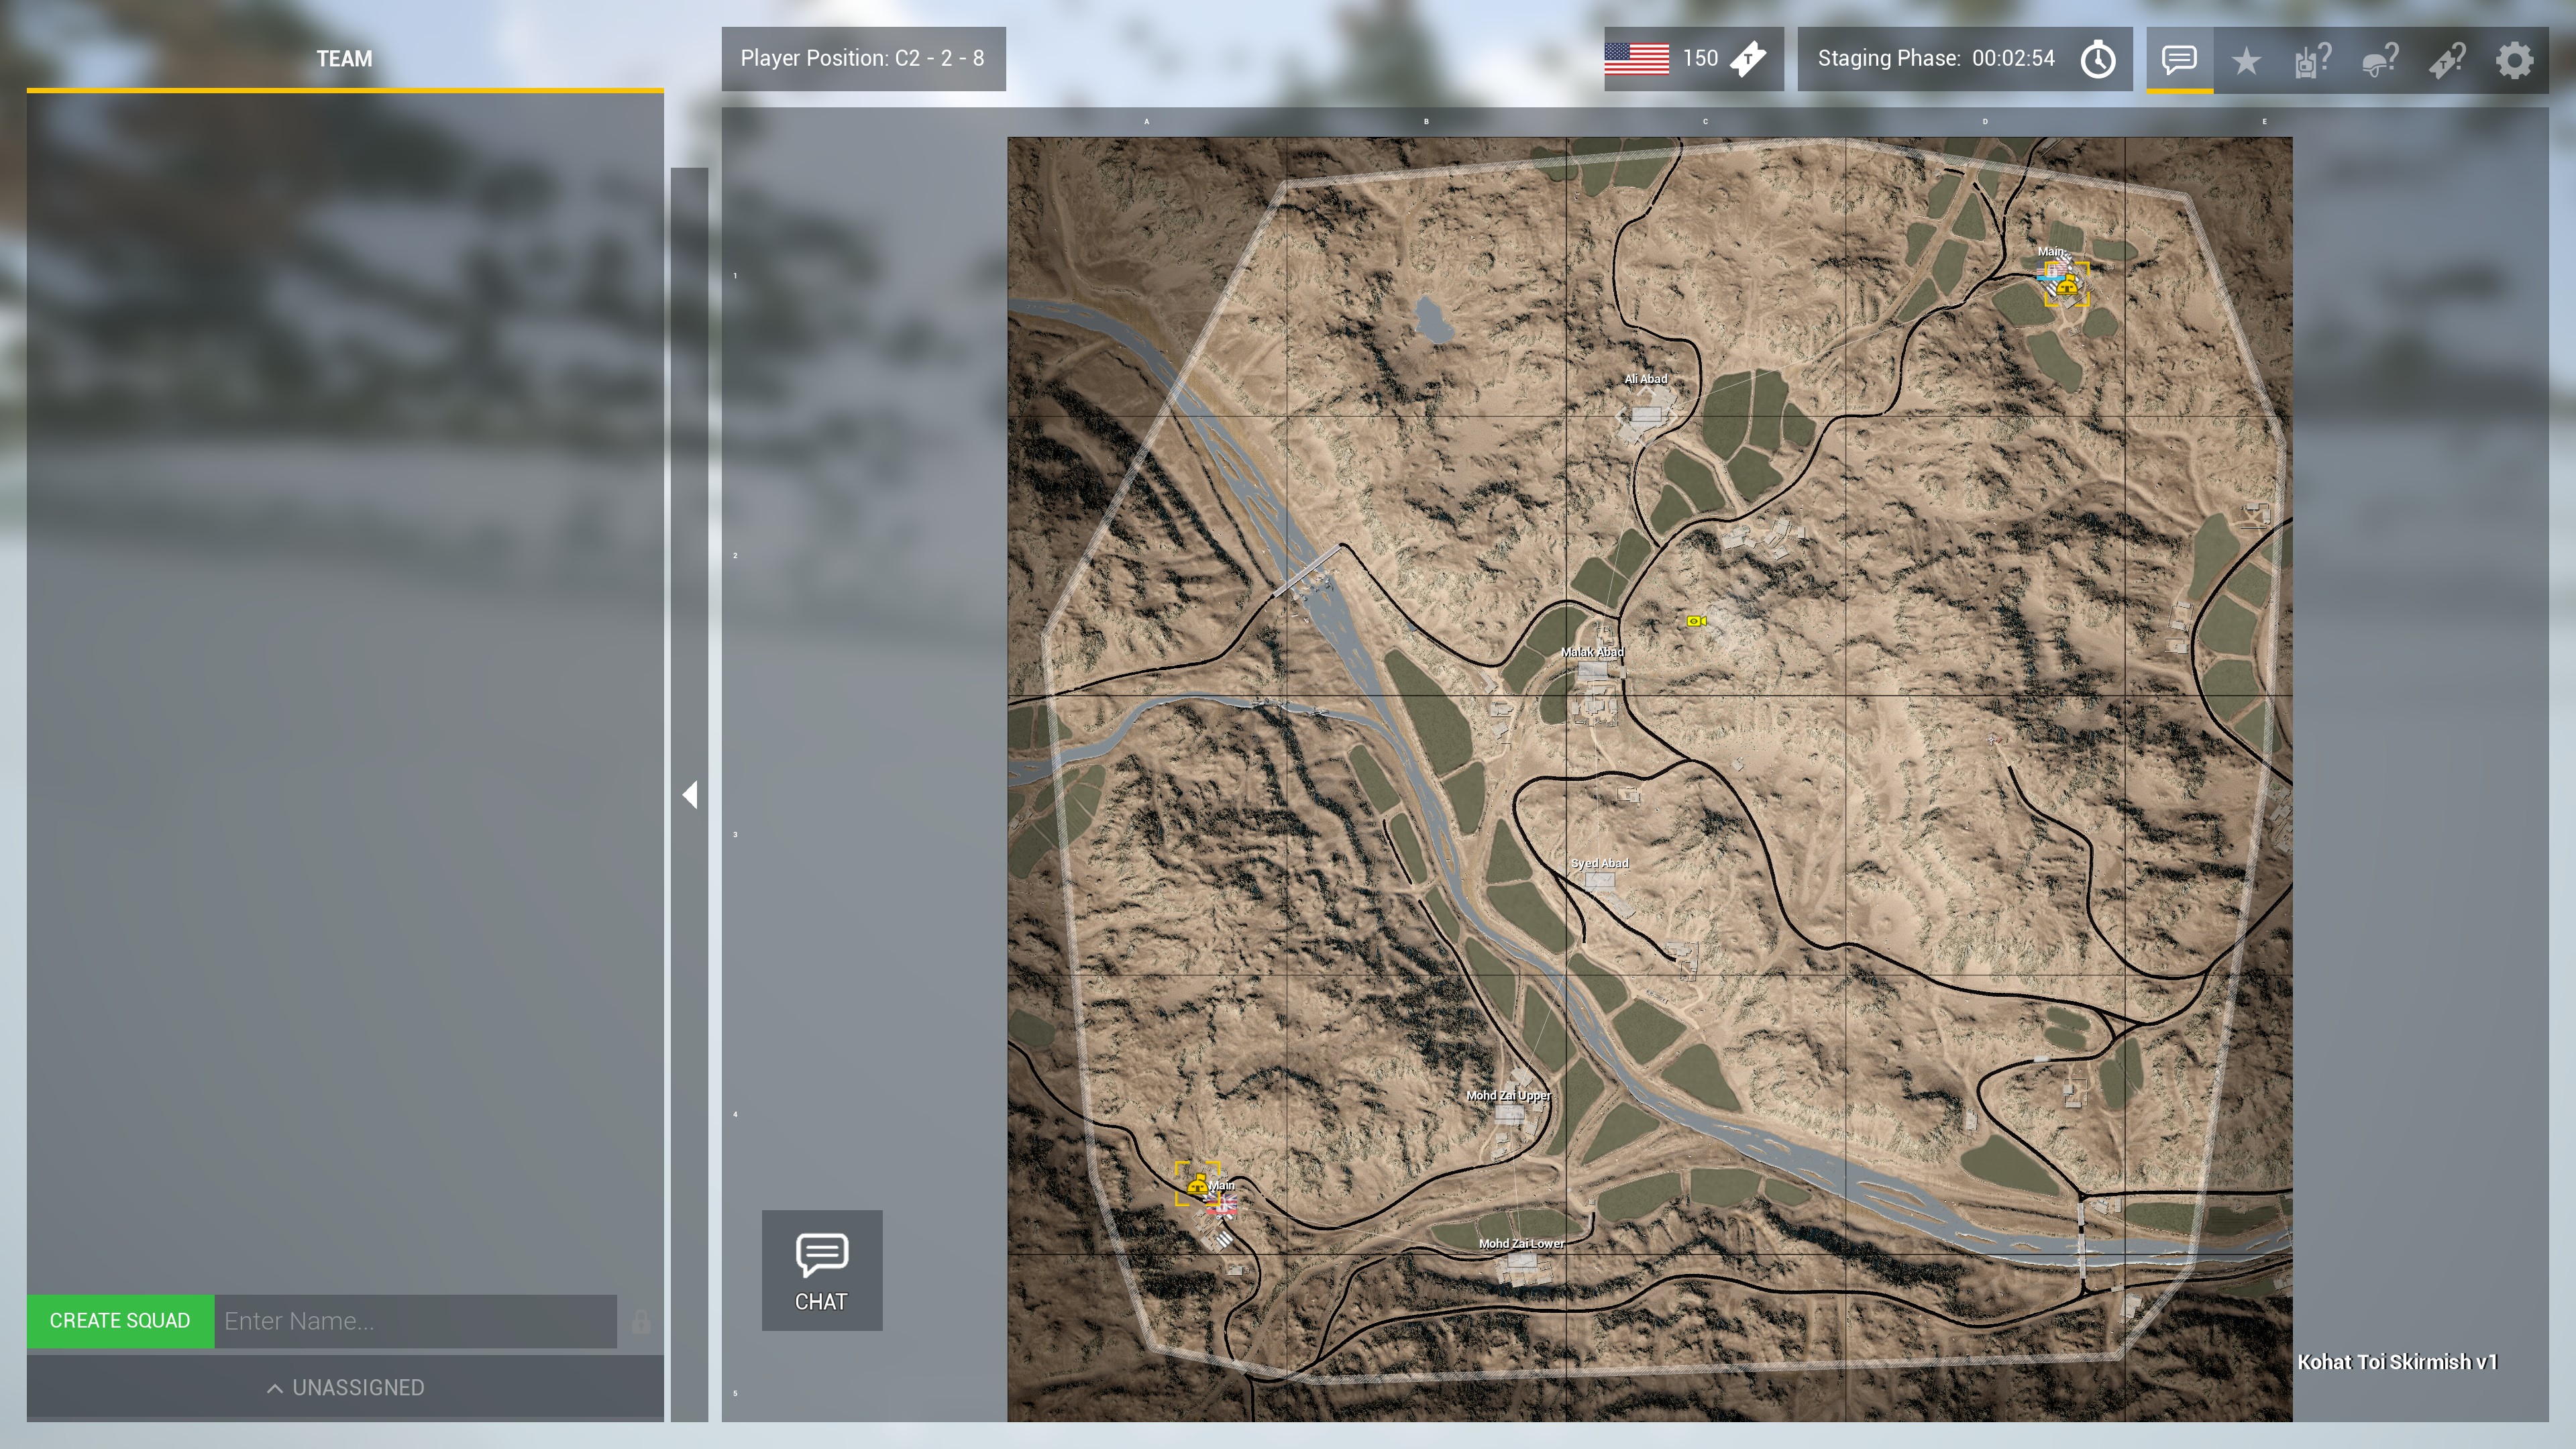 TEAM
Player Position: C2 - 2 - 8
150
T
Staging Phase: 00:02:54
?
?
T
?
A
B
C
D
E
1
Main
Ali Abad
2
Malak Abad
3
Syed Abad
Mohd Zai Upper
4
Main
Mohd Zai Lower
CHAT
CREATE SQUAD
Enter Name...
Kohat Toi Skirmish v1
UNASSIGNED
5